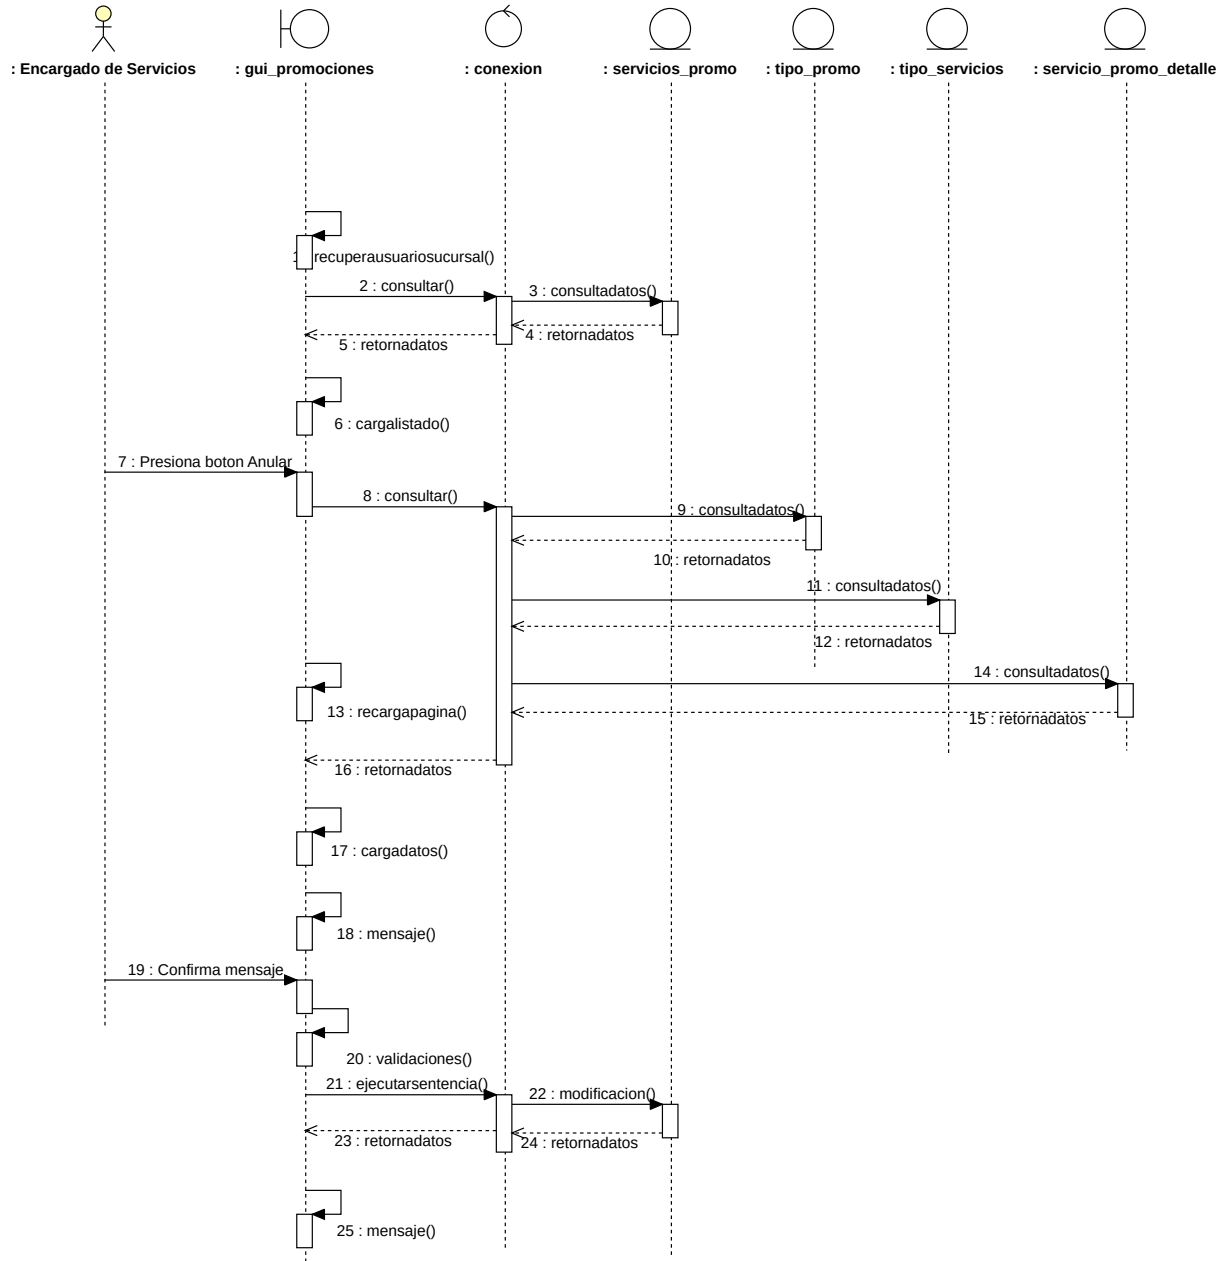 : Encargado de Servicios
: gui_promociones
: conexion
: servicios_promo
: tipo_promo
: tipo_servicios
: servicio_promo_detalle
1 : recuperausuariosucursal()
2 : consultar()
3 : consultadatos()
4 : retornadatos
5 : retornadatos
6 : cargalistado()
7 : Presiona boton Anular
8 : consultar()
9 : consultadatos()
10 : retornadatos
11 : consultadatos()
12 : retornadatos
14 : consultadatos()
13 : recargapagina()
15 : retornadatos
16 : retornadatos
17 : cargadatos()
18 : mensaje()
19 : Confirma mensaje
20 : validaciones()
21 : ejecutarsentencia()
22 : modificacion()
23 : retornadatos
24 : retornadatos
25 : mensaje()